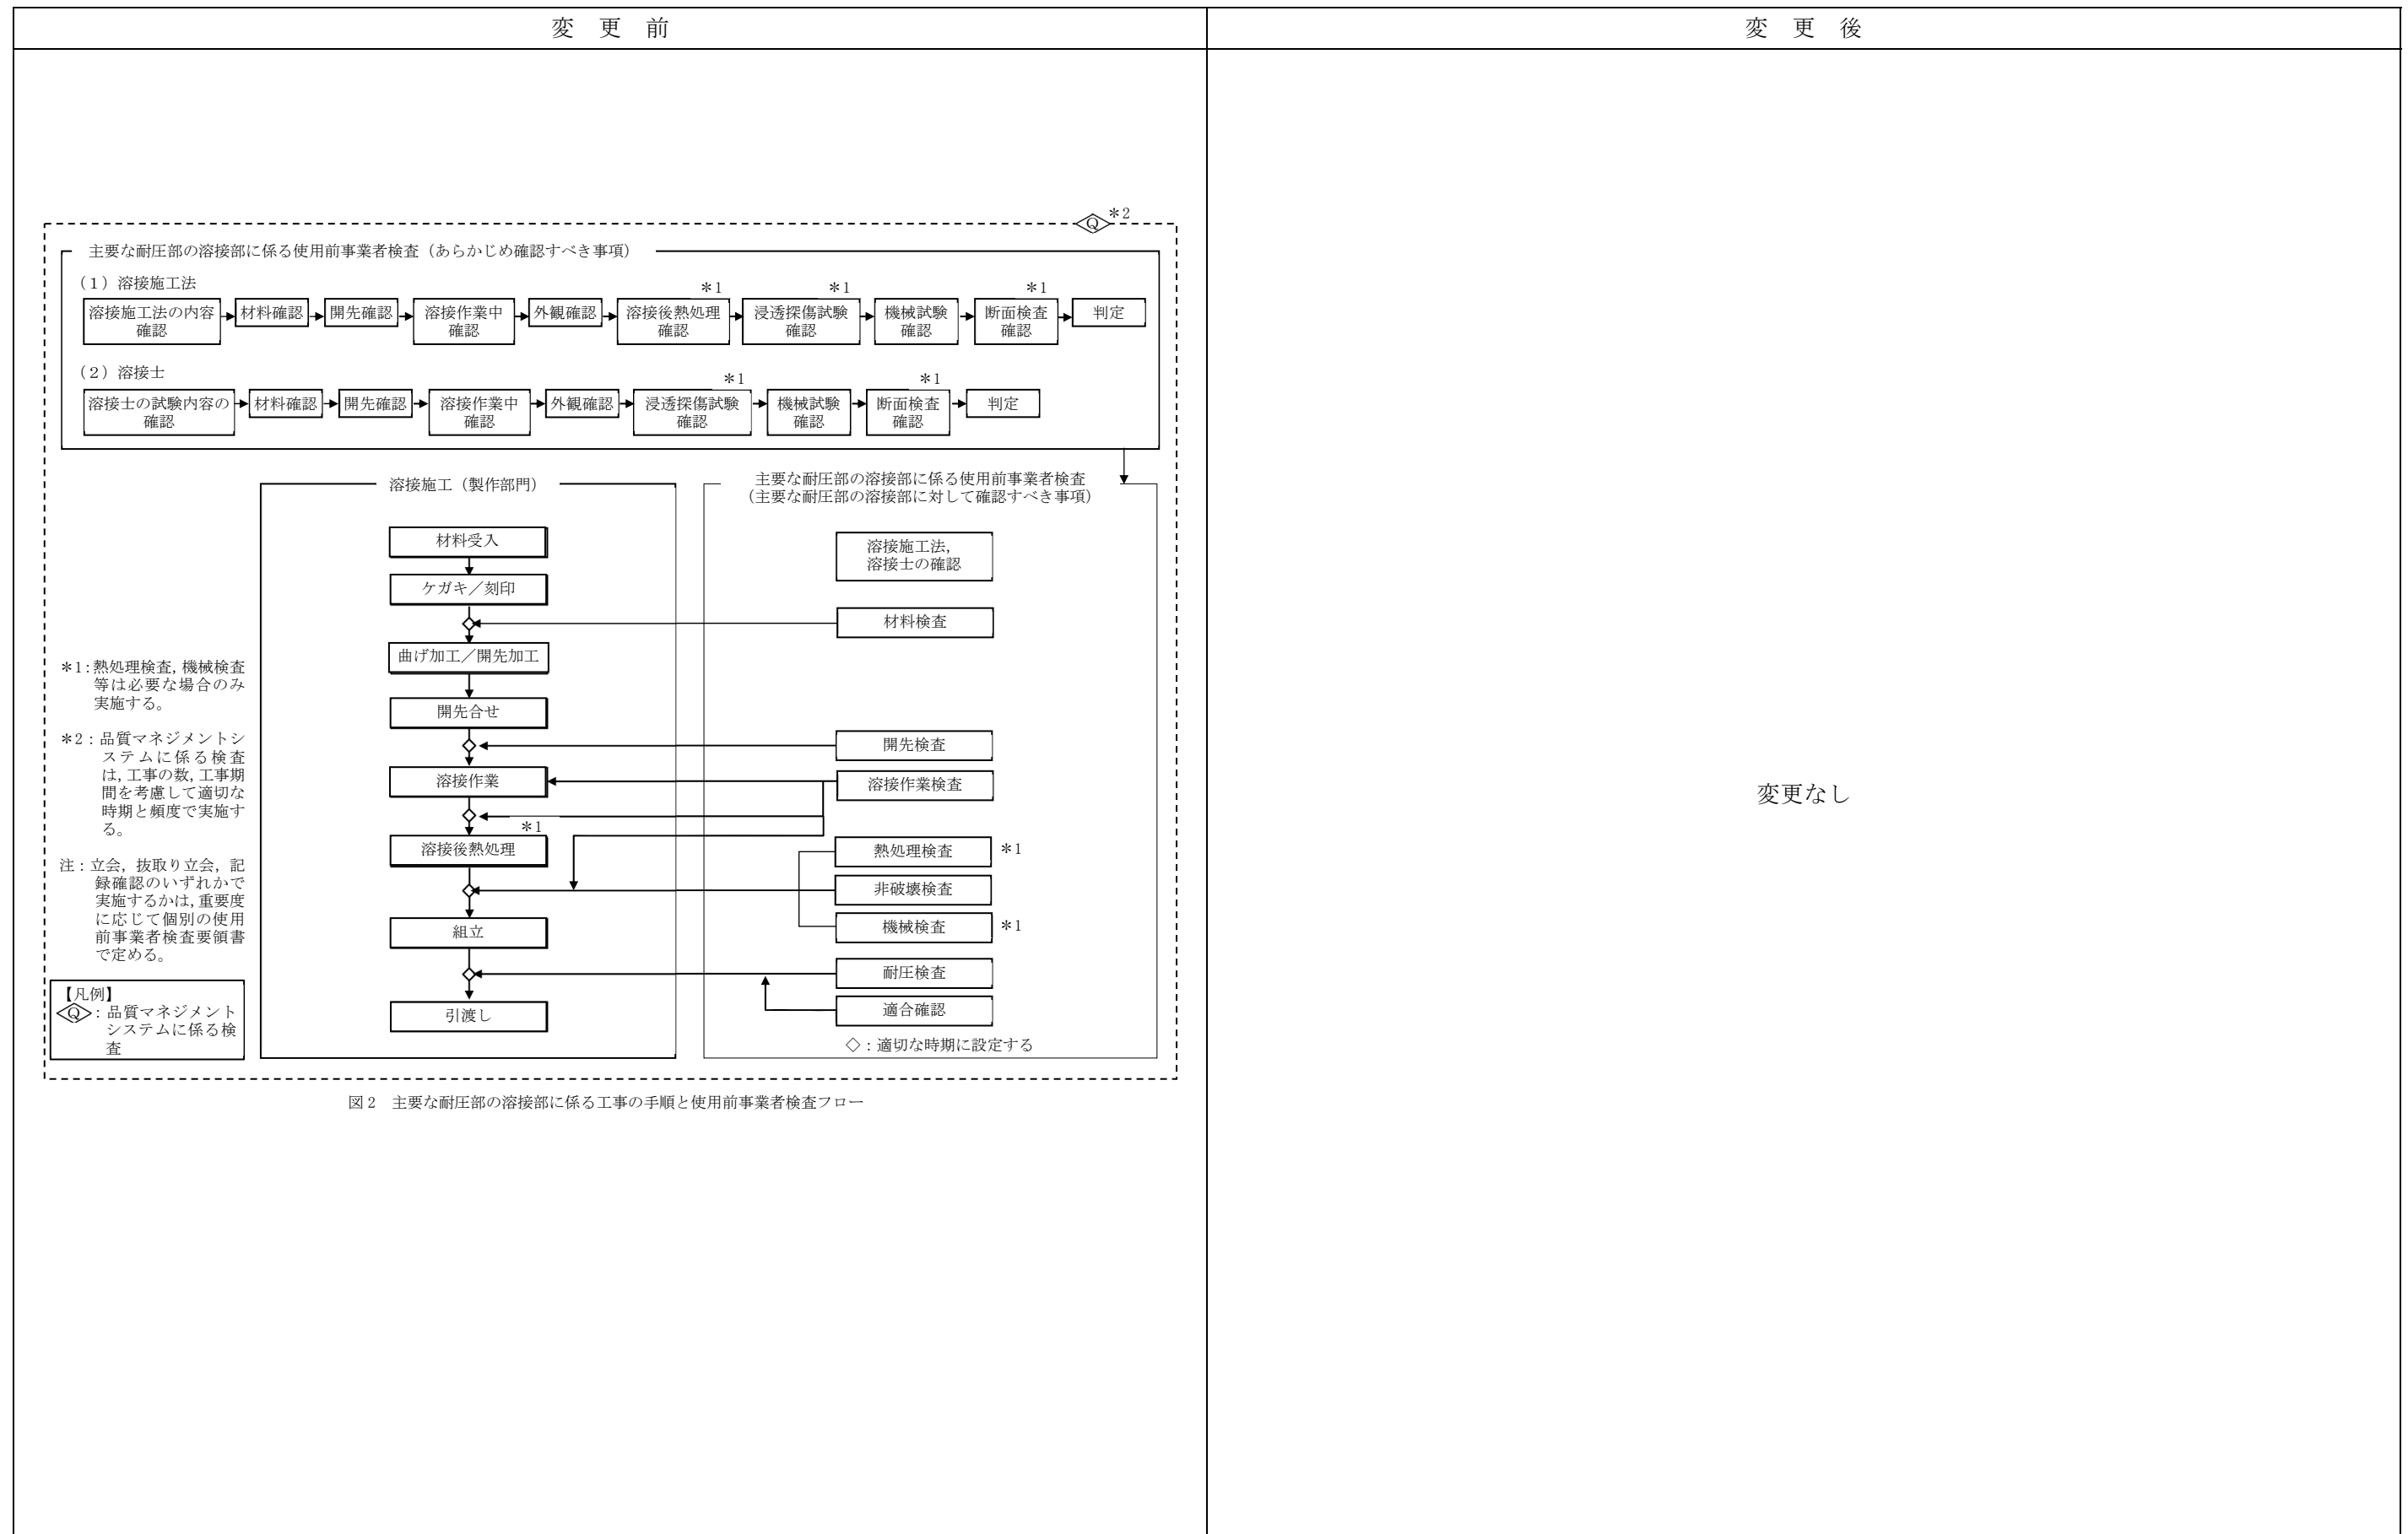 変　更　前
変　更　後
Q
＊2
主要な耐圧部の溶接部に係る使用前事業者検査（あらかじめ確認すべき事項）
（１）溶接施工法
溶接施工法の内容
確認
材料確認
開先確認
溶接作業中
確認
外観確認
＊1
溶接後熱処理
確認
＊1
浸透探傷試験
確認
機械試験
確認
＊1
断面検査
確認
判定
（２）溶接士
溶接士の試験内容の
確認
材料確認
開先確認
溶接作業中
確認
外観確認
＊1
浸透探傷試験
確認
機械試験
確認
＊1
断面検査
確認
判定
溶接施工（製作部門）
材料受入
ケガキ／刻印
曲げ加工／開先加工
開先合せ
溶接作業
＊1
溶接後熱処理
組立
引渡し
主要な耐圧部の溶接部に係る使用前事業者検査
（主要な耐圧部の溶接部に対して確認すべき事項）
溶接施工法，
溶接士の確認
材料検査
開先検査
溶接作業検査
熱処理検査
＊1
非破壊検査
機械検査
＊1
耐圧検査
適合確認
◇：適切な時期に設定する
＊1：熱処理検査，機械検査
等は必要な場合のみ
実施する。
＊2：品質マネジメントシ
ステムに係る検査
は，工事の数，工事期
間を考慮して適切な
時期と頻度で実施す
る。
注：立会，抜取り立会，記
録確認のいずれかで
実施するかは，重要度
に応じて個別の使用
前事業者検査要領書
で定める。
【凡例】
Q：品質マネジメント
システムに係る検
査
図２　主要な耐圧部の溶接部に係る工事の手順と使用前事業者検査フロー
変更なし